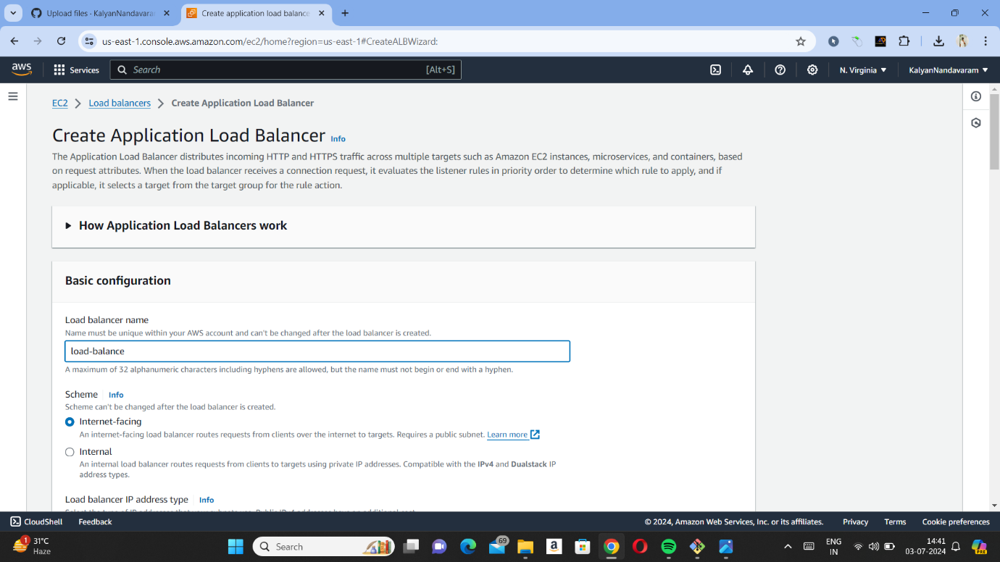 Upload files · KalyanNandavara
Create application load balance
us-east-1.console.aws.amazon.com/ec2/home?region=us-east-1#CreateALBWizard:
aws
Services
Search
[Alt+S]
N. Virginia
KalyanNandavaram
EC2
Load balancers
Create Application Load Balancer
Create Application Load Balancer Info
The Application Load Balancer distributes incoming HTTP and HTTPS traffic across multiple targets such as Amazon EC2 instances, microservices, and containers, based
on request attributes. When the load balancer receives a connection request, it evaluates the listener rules in priority order to determine which rule to apply, and if
applicable, it selects a target from the target group for the rule action.
How Application Load Balancers work
Basic configuration
Load balancer name
Name must be unique within your AWS account and can't be changed after the load balancer is created.
load-balance
A maximum of 32 alphanumeric characters including hyphens are allowed, but the name must not begin or end with a hyphen.
Scheme Info
Scheme can't be changed after the load balancer is created.
Internet-facing
An internet-facing load balancer routes requests from clients over the internet to targets. Requires a public subnet. Learn more
Internal
An internal load balancer routes requests from clients to targets using private IP addresses. Compatible with the IPv4 and Dualstack IP
address types.
Load balancer IP address type Info
CloudShell
Feedback
© 2024, Amazon Web Services, Inc. or its affiliates.
Privacy
Terms
Cookie preferences
1
31°C
Haze
Search
69
ENG
IN
14:41
03-07-2024
PRE